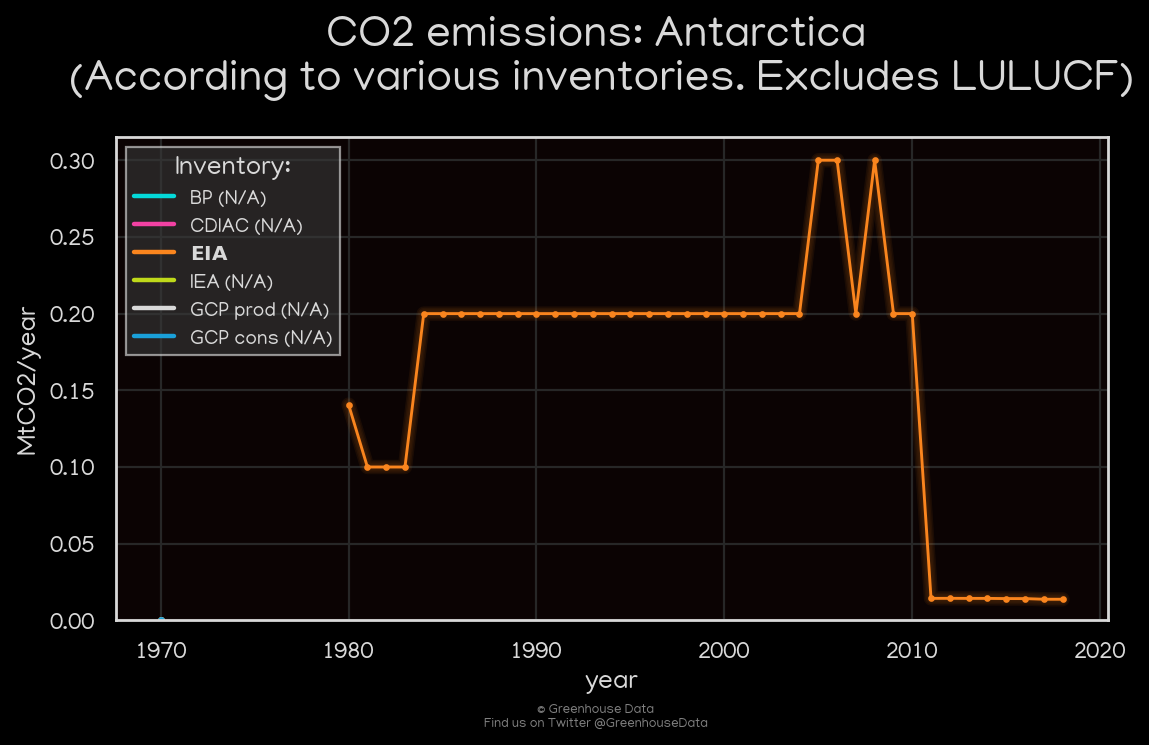 CO2 emissions: Antarctica
(According to various inventories. Excludes LULUCF)
Inventory:
BP (N/A)
CDIAC (N/A)
EIA
IEA (N/A)
GCP prod (N/A)
GCP cons (N/A)
MtCO2/year
0.30
0.25
0.20
0.15
0.10
0.05
0.00
1970
1980
1990
2000
2010
2020
year
© Greenhouse Data
Find us on Twitter @GreenhouseData